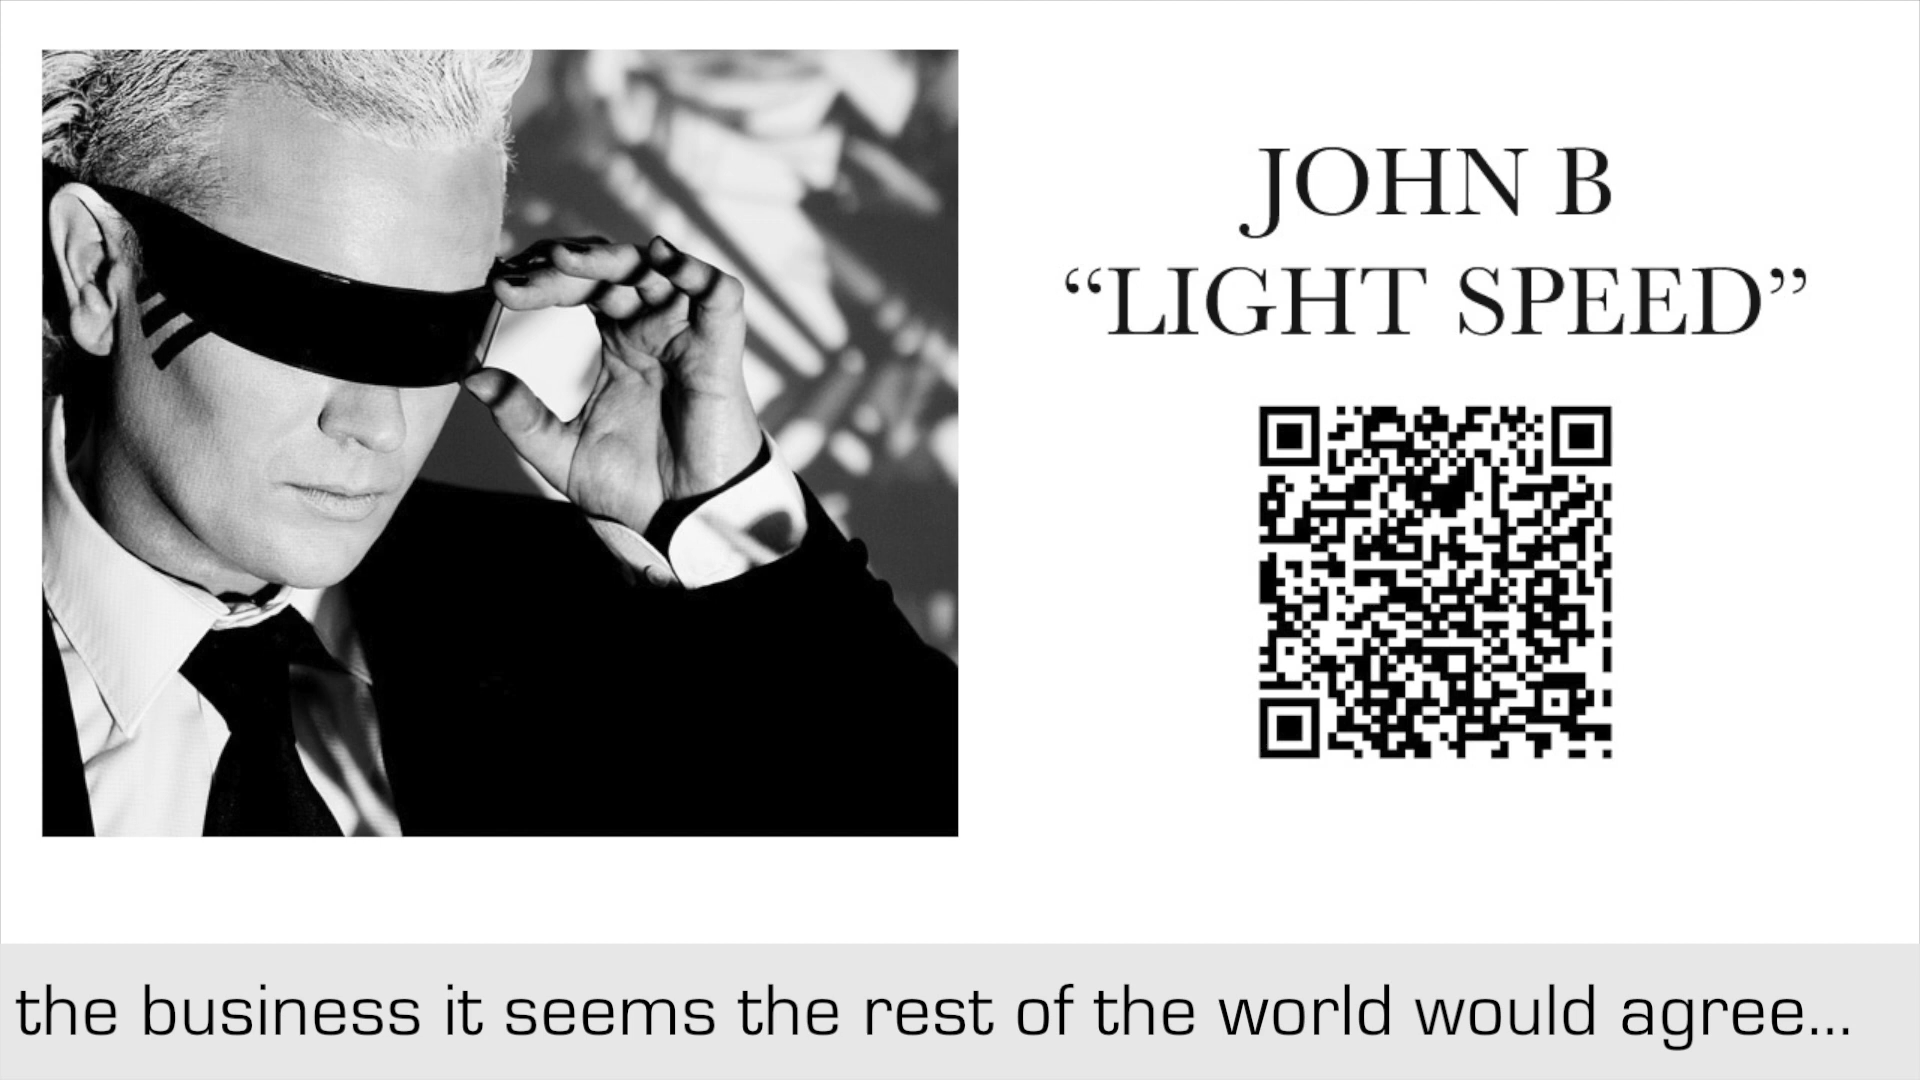 JOHN B
“LIGHT SPEED”
the business it seems the rest of the world would agree...